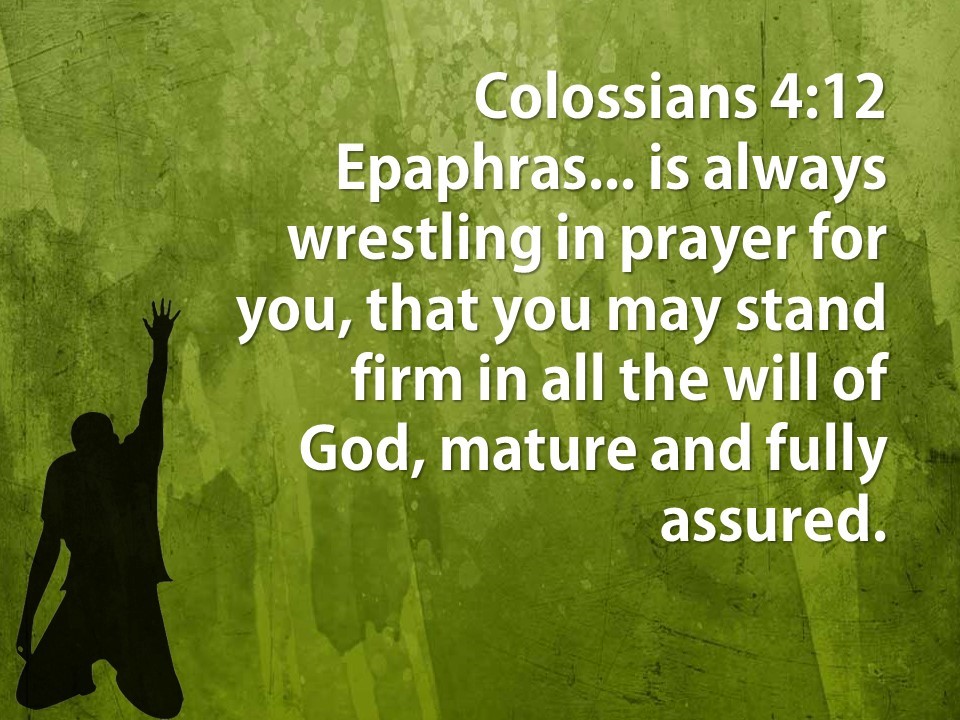 Colossians 4:12
Epaphras... is always
wrestling in prayer for
you, that you may stand
firm in all the will of
God, mature and fully
assured.